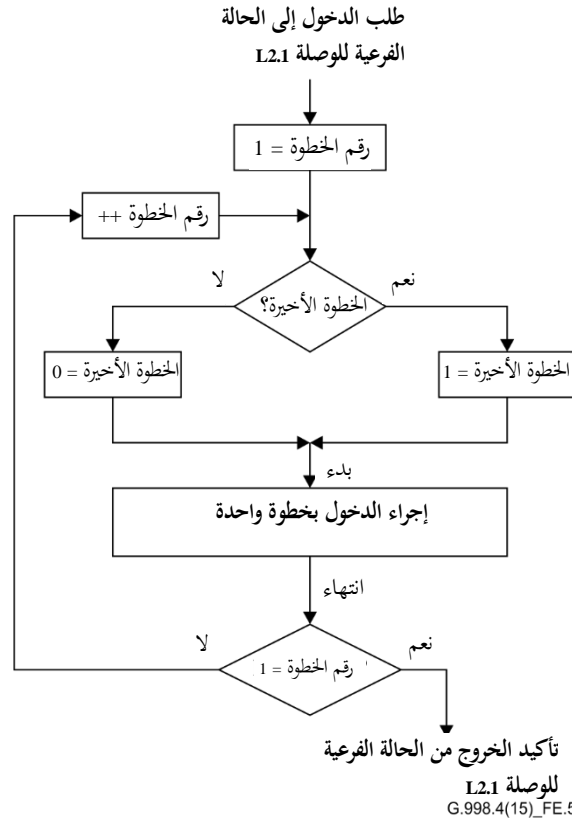 طلب الدخول إلى الحالة
الفرعية للوصلة L2.1
رقم الخطوة = 1
رقم الخطوة ++
نعم
لا
الخطوة الأخيرة؟
الخطوة الأخيرة = 1
الخطوة الأخيرة = 0
بدء
إجراء الدخول بخطوة واحدة
انتهاء
نعم
لا
رقم الخطوة = 1
تأكيد الخروج من الحالة الفرعية
للوصلة L2.1
G.998.4(15)_FE.5